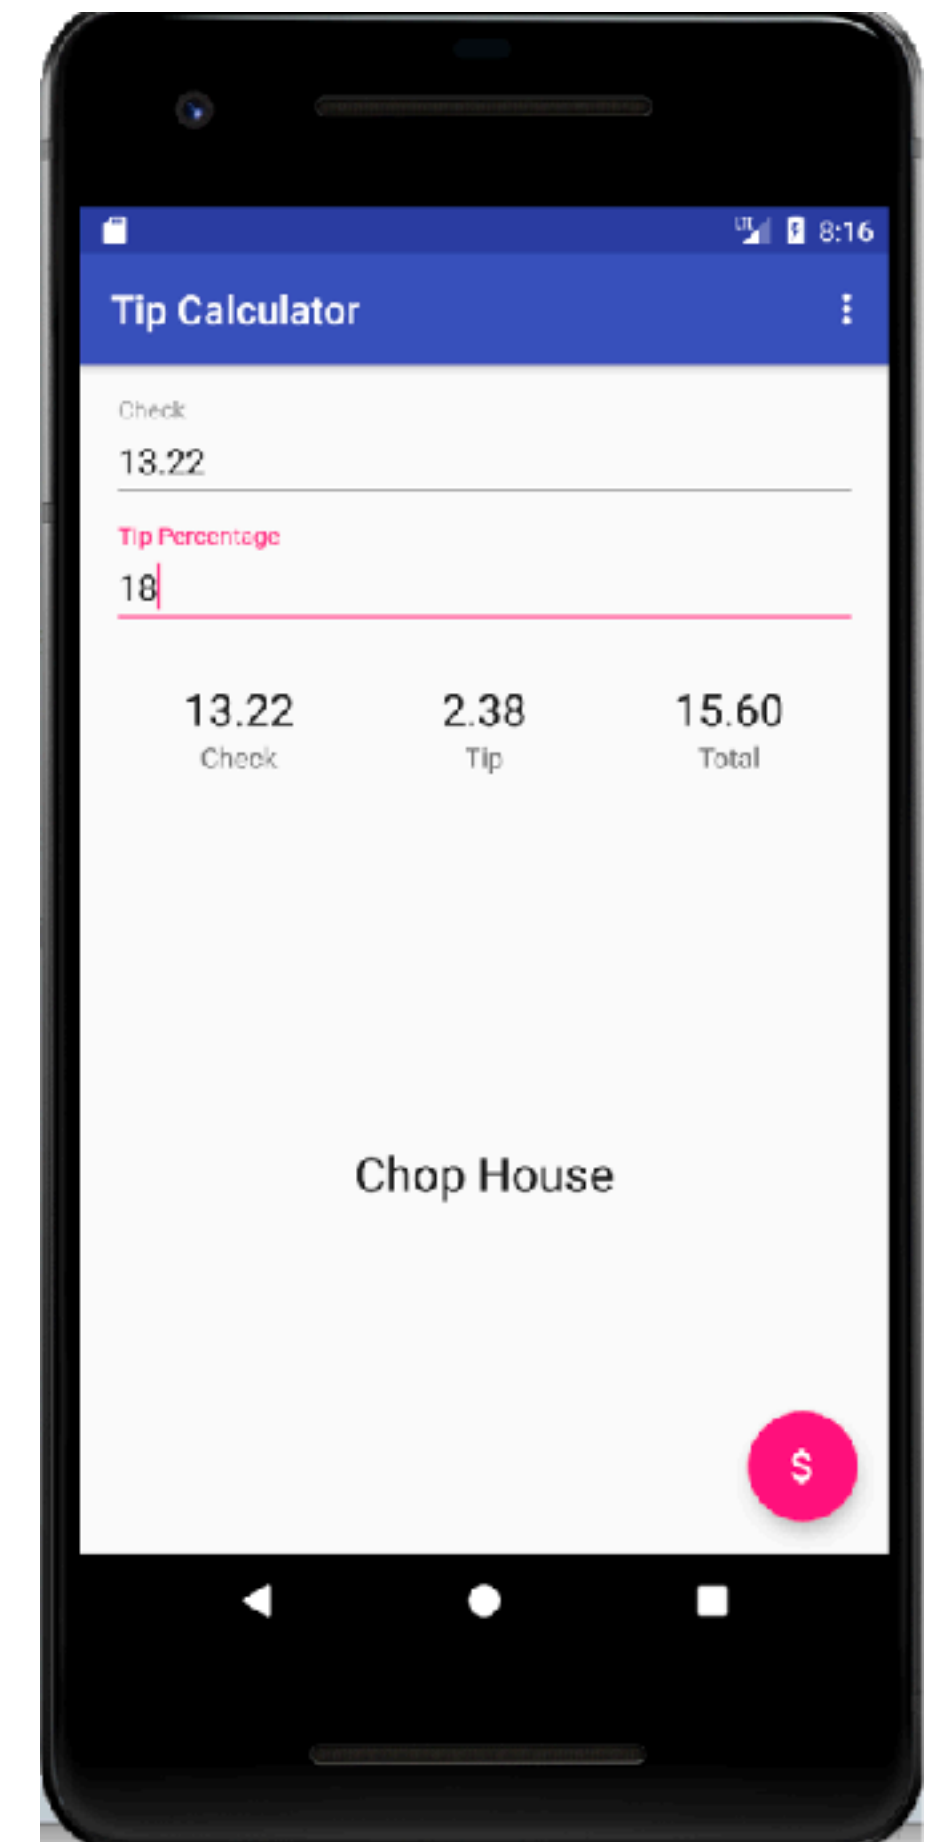 LTE 8:16
Tip Calculator
Check
13.22
Tip Percentage
18
13.22 2.38 15.60
Check Tip Total
Chop House
$